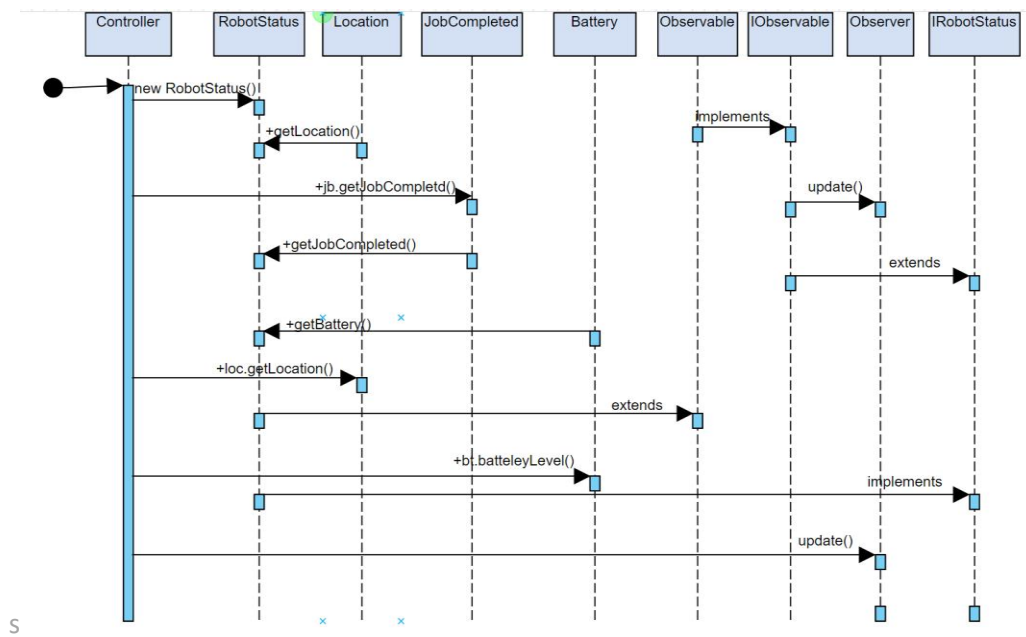 Controller
RobotStatus
Location
JobCompleted
Battery
Observable
IObservable
Observer
IRobotStatus
new RobotStatus()
implements
+getLocation()
+jb.getJobCompletd()
update()
+getJobCompleted()
extends
+getBattery()
+loc.getLocation()
extends
+bt.batteleyLevel()
implements
update()
S